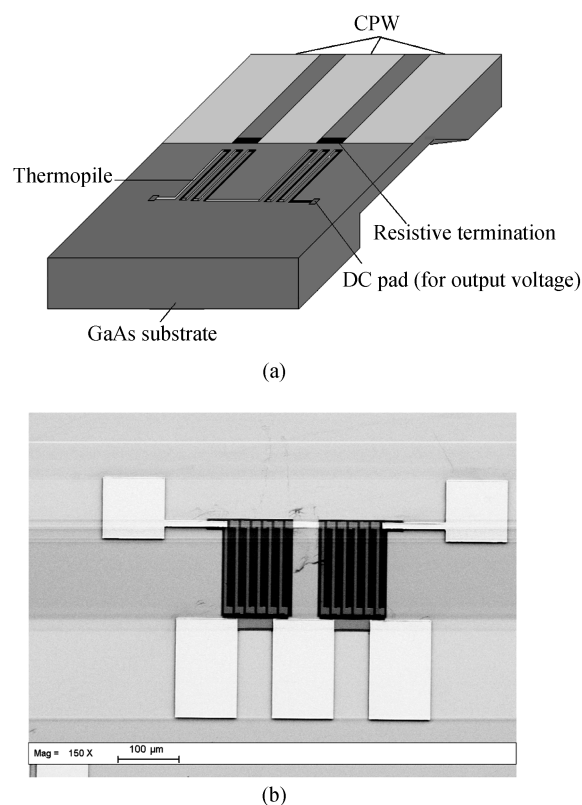 CPW
Thermopile
Resistive termination
DC pad (for output voltage)
GaAs substrate
(a)
Mag = 150 X
100 μm
(b)